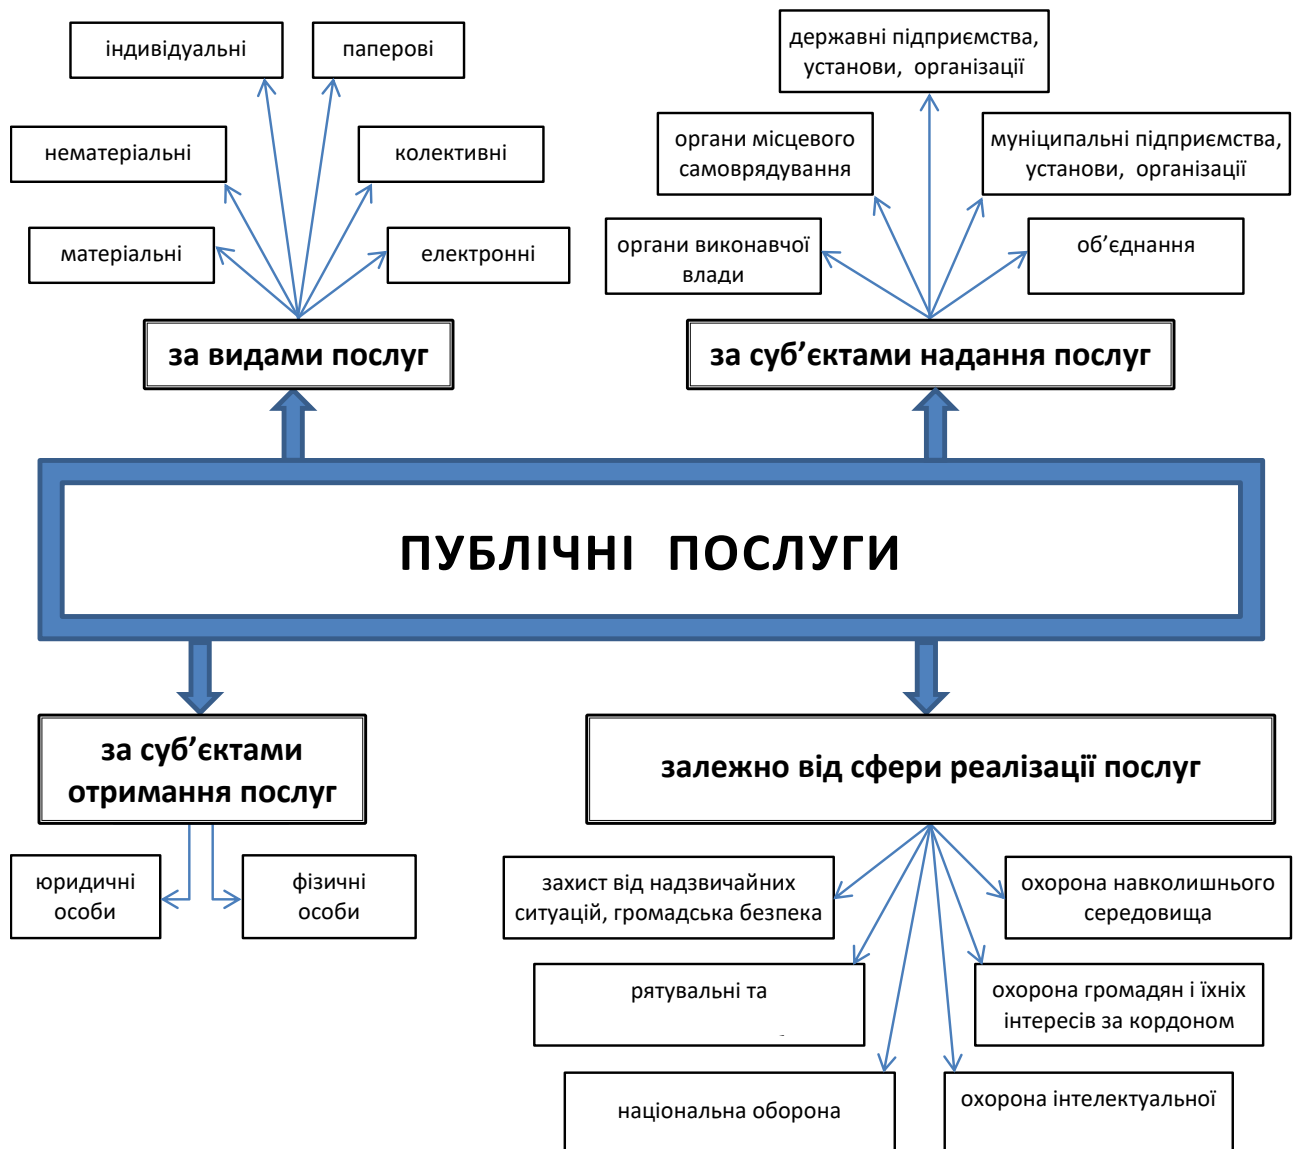 індивідуальні
паперові
нематеріальні
колективні
матеріальні
електронні
за видами послуг
державні підприємства,
установи, організації
органи місцевого
самоврядування
муніципальні підприємства,
установи, організації
органи виконавчої
влади
об’єднання
за суб’єктами надання послуг
ПУБЛІЧНІ ПОСЛУГИ
за суб’єктами
отримання послуг
юридичні
особи
фізичні
особи
залежно від сфери реалізації послуг
захист від надзвичайних
ситуацій, громадська безпека
охорона навколишнього
середовища
рятувальні та
охорона громадян і їхніх
інтересів за кордоном
національна оборона
охорона інтелектуальної